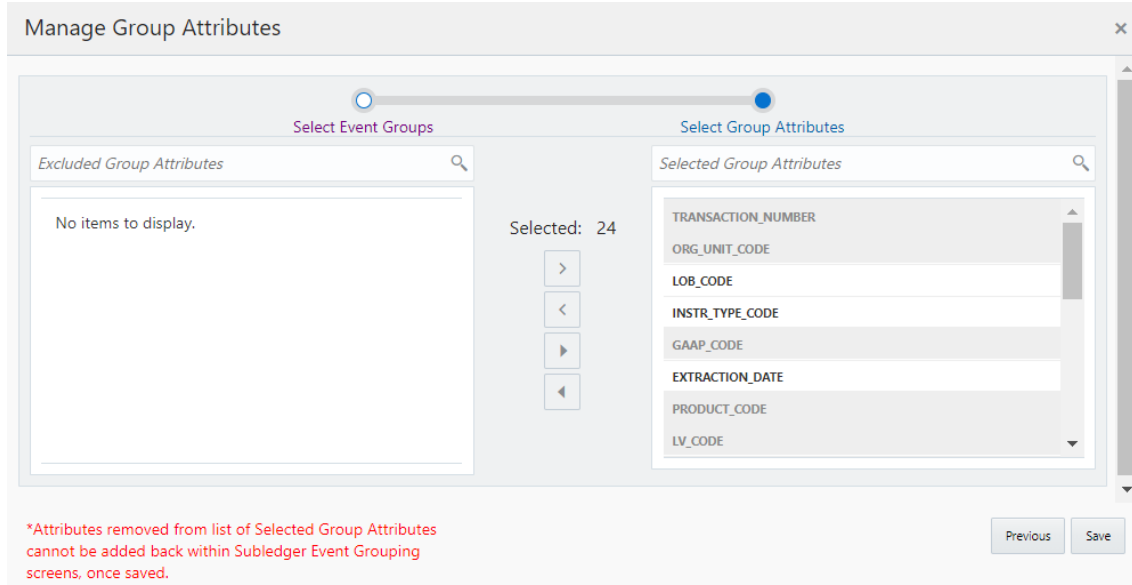 Manage Group Attributes
Select Event Groups
Select Group Attributes
Excluded Group Attributes
Selected Group Attributes
No items to display.
Selected: 24
TRANSACTION_NUMBER
ORG_UNIT_CODE
LOB_CODE
INSTR_TYPE_CODE
GAAP_CODE
EXTRACTION_DATE
PRODUCT_CODE
LV_CODE
*Attributes removed from list of Selected Group Attributes
cannot be added back within Subledger Event Grouping
screens, once saved.
Previous
Save